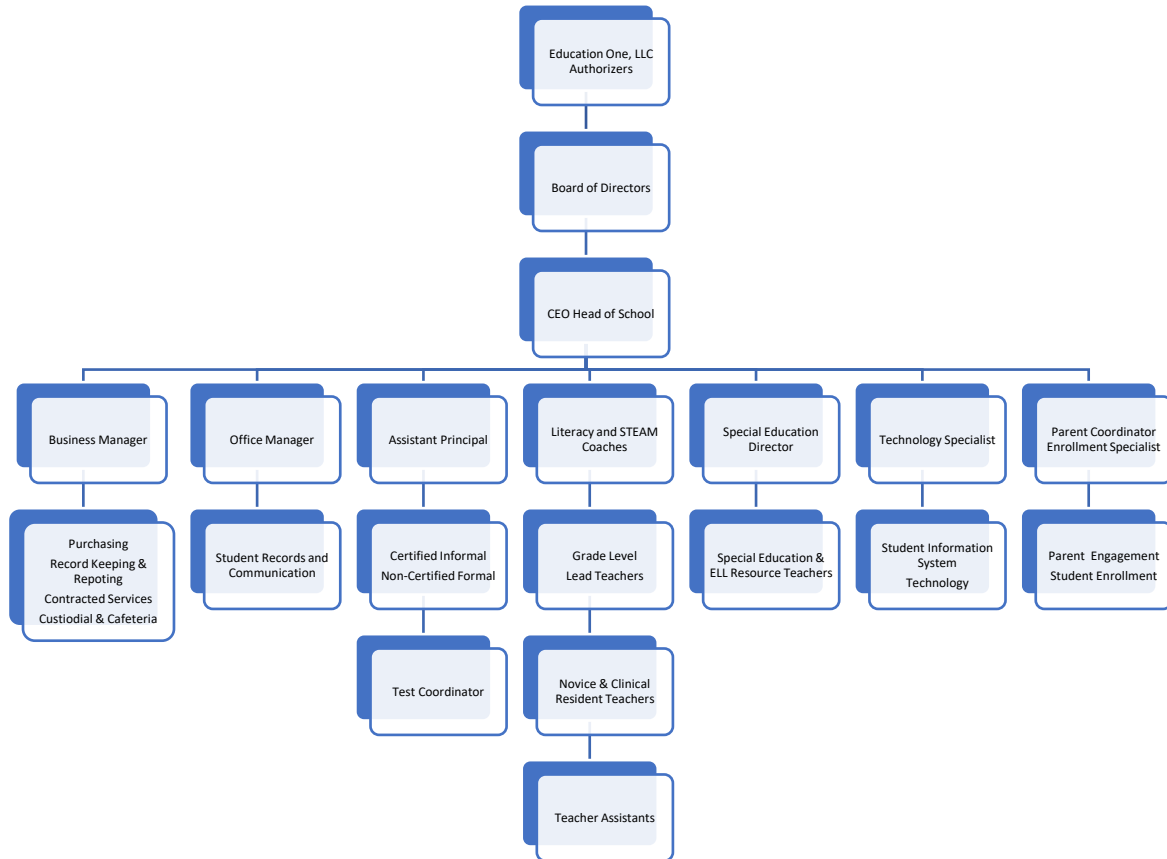 Education One, LLC
Authorizers
Board of Directors
CEO Head of School
Business Manager
Office Manager
Assistant Principal
Literacy and STEAM
Coaches
Special Education
Director
Technology Specialist
Parent Coordinator
Enrollment Specialist
Purchasing
Record Keeping &
Repoting
Contracted Services
Custodial & Cafeteria
Student Records and
Communication
Certified Informal
Non-Certified Formal
Grade Level
Lead Teachers
Special Education &
ELL Resource Teachers
Student Information
System
Technology
Parent Engagement
Student Enrollment
Test Coordinator
Novice & Clinical
Resident Teachers
Teacher Assistants